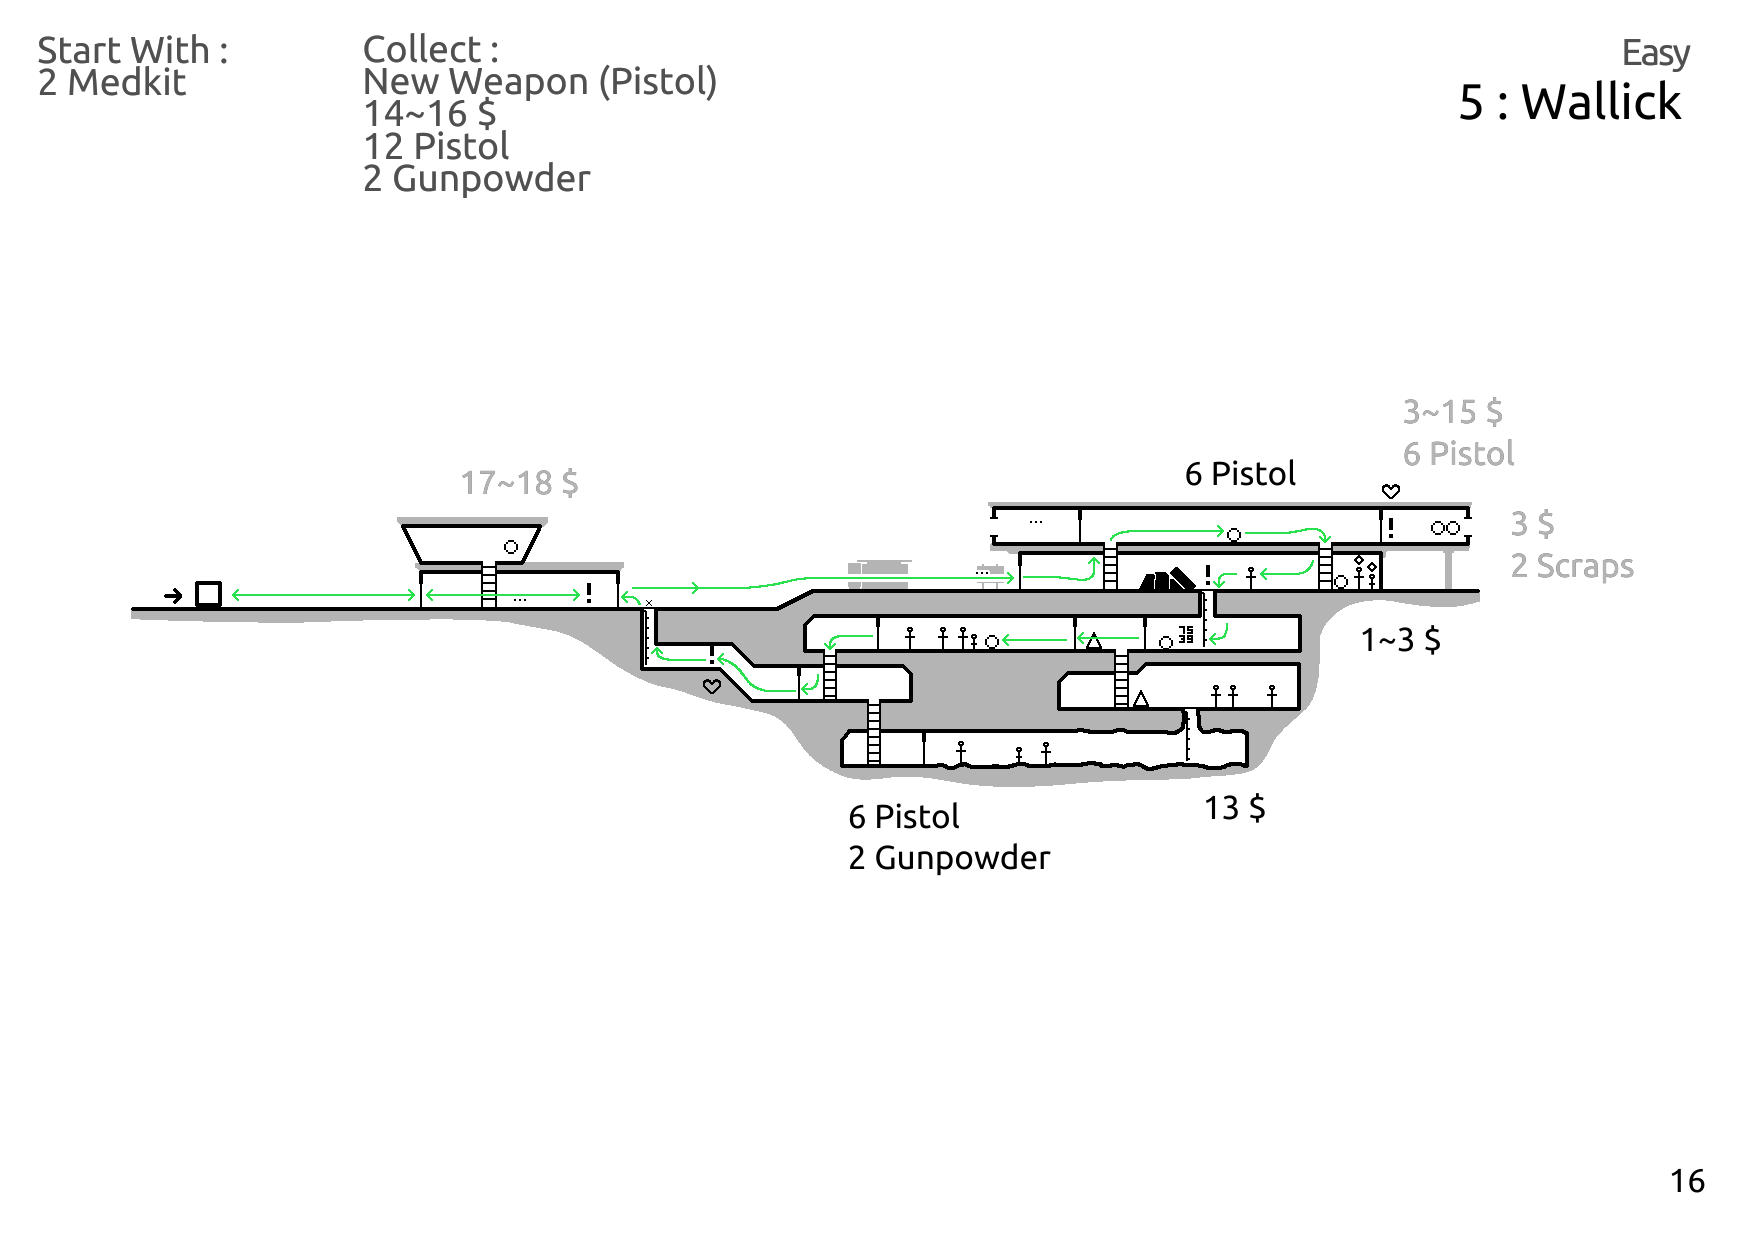 Start With :
2 Medkit
Collect :
New Weapon (Pistol)
14~16 $
12 Pistol
2 Gunpowder
Easy
5 : Wallick
3~15 $
6 Pistol
6 Pistol
17~18 $
3 $
2 Scraps
1~3 $
13 $
6 Pistol
2 Gunpowder
16